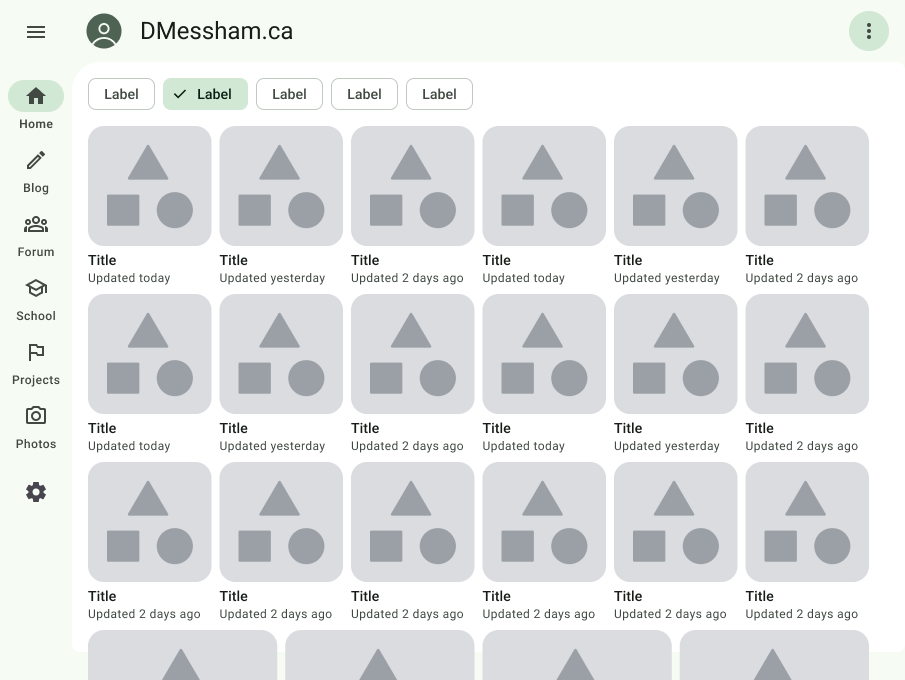 DMessham.ca
Label Label Label Label Label
Home
Blog
Forum
School
Projects
Photos
Title Title Title Title Title Title
Updated today Updated yesterday Updated 2 days ago Updated today Updated yesterday Updated 2 days ago
Title Title Title Title Title Title
Updated today Updated yesterday Updated 2 days ago Updated today Updated yesterday Updated 2 days ago
Title Title Title Title Title Title
Updated 2 days ago Updated 2 days ago Updated 2 days ago Updated 2 days ago Updated 2 days ago Updated 2 days ago